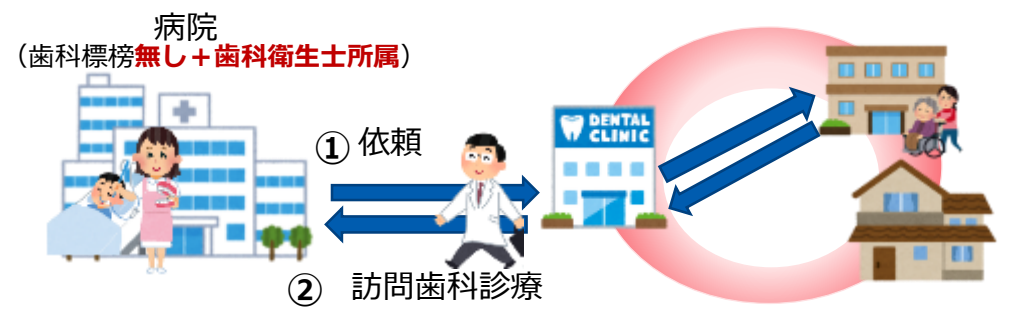 病院
（歯科標榜無し＋歯科衛生士所属）
① 依頼
DENTAL
CLINIC
② 訪問歯科診療